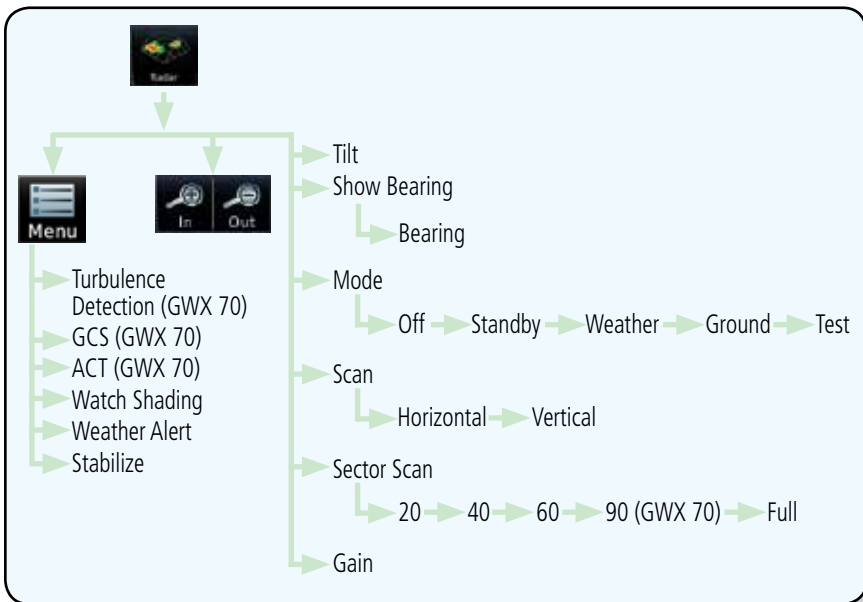 Radar
Menu
In Out
Turbulence
Detection (GWX 70)
GCS (GWX 70)
ACT (GWX 70)
Watch Shading
Weather Alert
Stabilize
Tilt
Show Bearing
Bearing
Mode
Off Standby Weather Ground Test
Scan
Horizontal Vertical
Sector Scan
20 40 60 90 (GWX 70) Full
Gain